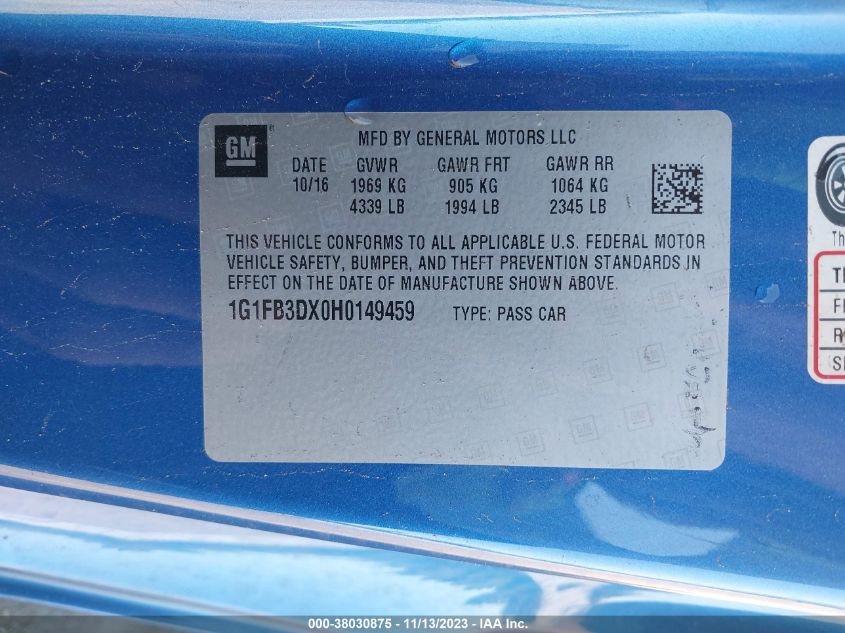 GM ®
MFD BY GENERAL MOTORS LLC
DATE GVWR GAWR FRT GAWR RR
10/16 1969 KG 905 KG 1064 KG
4339 LB 1994 LB 2345 LB
THIS VEHICLE CONFORMS TO ALL APPLICABLE U.S. FEDERAL MOTOR
VEHICLE SAFETY, BUMPER, AND THEFT PREVENTION STANDARDS IN
EFFECT ON THE DATE OF MANUFACTURE SHOWN ABOVE.
1G1FB3DX0H0149459 TYPE: PASS CAR
000-38030875 - 11/13/2023 - IAA Inc.